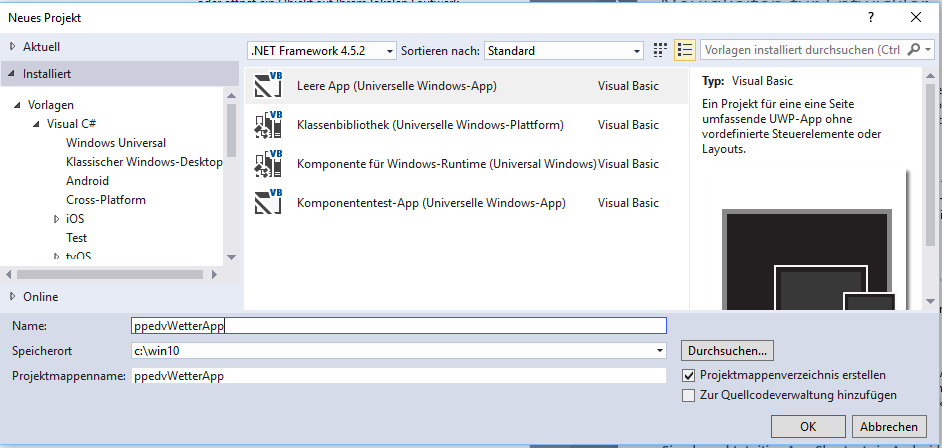 Neues Projekt
?
Aktuell
Installiert
Vorlagen
Visual C#
Windows Universal
Klassischer Windows-Desktop
Android
Cross-Platform
iOS
Test
tvOS
Online
.NET Framework 4.5.2
Sortieren nach:
Standard
Vorlagen installiert durchsuchen (Ctrl
VB
Leere App (Universelle Windows-App)
Visual Basic
VB
Klassenbibliothek (Universelle Windows-Plattform)
Visual Basic
VB
Komponente für Windows-Runtime (Universal Windows)
Visual Basic
VB
Komponententest-App (Universelle Windows-App)
Visual Basic
Typ: Visual Basic
Ein Projekt für eine eine Seite
umfassende UWP-App ohne
vordefinierte Steuerelemente oder
Layouts.
Name:
ppedvWetterApp
Speicherort
c:\win10
Durchsuchen...
Projektmappenname:
ppedvWetterApp
Projektmappenverzeichnis erstellen
Zur Quellcodeverwaltung hinzufügen
OK
Abbrechen